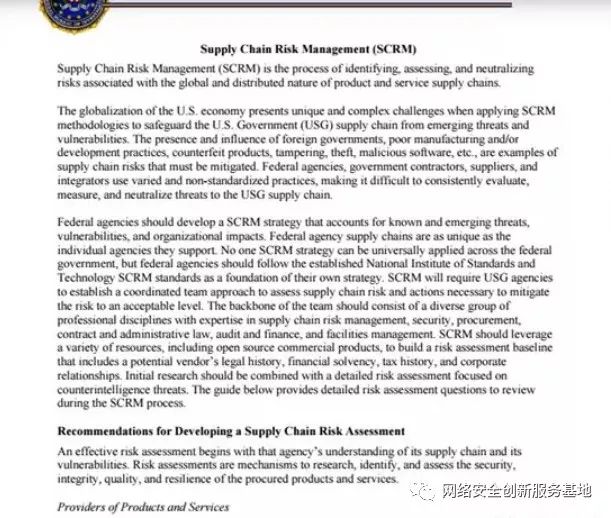 Supply Chain Risk Management (SCRM)
Supply Chain Risk Management (SCRM) is the process of identifying, assessing, and neutralizing
risks associated with the global and distributed nature of product and service supply chains.
The globalization of the U.S. economy presents unique and complex challenges when applying SCRM
methodologies to safeguard the U.S. Government (USG) supply chain from emerging threats and
vulnerabilities. The presence and influence of foreign governments, poor manufacturing and/or
development practices, counterfeit products, tampering, theft, malicious software, etc., are examples of
supply chain risks that must be mitigated. Federal agencies, government contractors, suppliers, and
integrators use varied and non-standardized practices, making it difficult to consistently evaluate,
measure, and neutralize threats to the USG supply chain.
Federal agencies should develop a SCRM strategy that accounts for known and emerging threats,
vulnerabilities, and organizational impacts. Federal agency supply chains are as unique as the
individual agencies they support. No one SCRM strategy can be universally applied across the federal
government, but federal agencies should follow the established National Institute of Standards and
Technology SCRM standards as a foundation of their own strategy. SCRM will require USG agencies
to establish a coordinated team approach to assess supply chain risk and actions necessary to mitigate
the risk to an acceptable level. The backbone of the team should consist of a diverse group of
professional disciplines with expertise in supply chain risk management, security, procurement,
contract and administrative law, audit and finance, and facilities management. SCRM should leverage
a variety of resources, including open source commercial products, to build a risk assessment baseline
that includes a potential vendor's legal history, financial solvency, tax history, and corporate
relationships. Initial research should be combined with a detailed risk assessment focused on
counterintelligence threats. The guide below provides detailed risk assessment questions to review
during the SCRM process.
Recommendations for Developing a Supply Chain Risk Assessment
An effective risk assessment begins with that agency's understanding of its supply chain and its
vulnerabilities. Risk assessments are mechanisms to research, identify, and assess the security,
integrity, quality, and resilience of the procured products and services.
Providers of Products and Services
网络安全创新服务基地